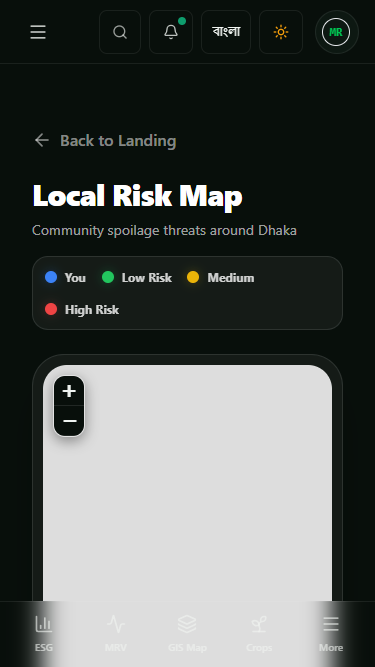 বাংলা
MR
Back to Landing
Local Risk Map
Community spoilage threats around Dhaka
You Low Risk Medium
High Risk
+
−
ESG MRV GIS Map Crops More